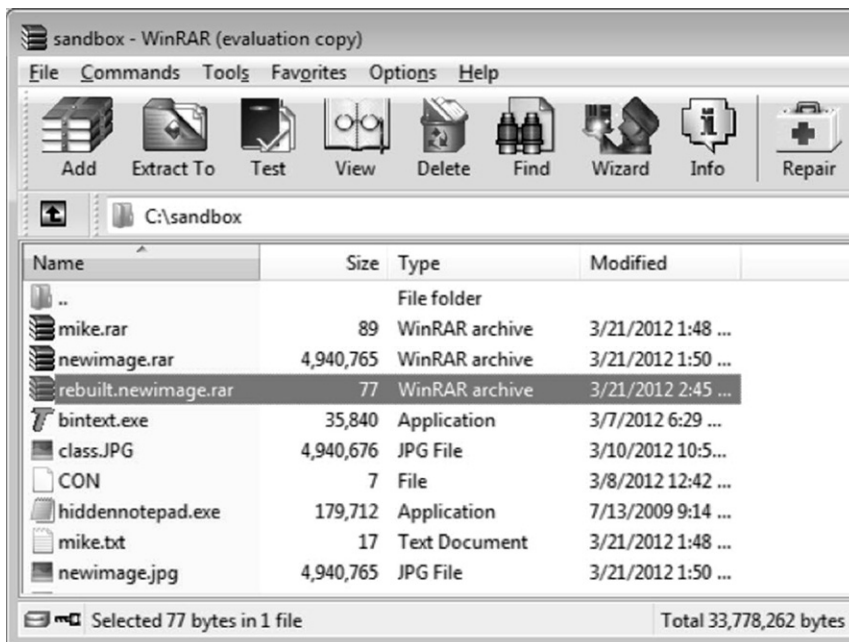 sandbox - WinRAR (evaluation copy)
File Commands Tools Favorites Options Help
Add Extract To Test View Delete Find Wizard Info Repair
C:\sandbox
Name Size Type Modified
.. File folder
mike.rar 89 WinRAR archive 3/21/2012 1:48 ...
newimage.rar 4,940,765 WinRAR archive 3/21/2012 1:50 ...
rebuilt.newimage.rar 77 WinRAR archive 3/21/2012 2:45 ...
bintext.exe 35,840 Application 3/7/2012 6:29 ...
class.JPG 4,940,676 JPG File 3/10/2012 10:5...
CON 7 File 3/8/2012 12:42 ...
hiddennotepad.exe 179,712 Application 7/13/2009 9:14 ...
mike.txt 17 Text Document 3/21/2012 1:48 ...
newimage.jpg 4,940,765 JPG File 3/21/2012 1:50 ...
Selected 77 bytes in 1 file Total 33,778,262 bytes